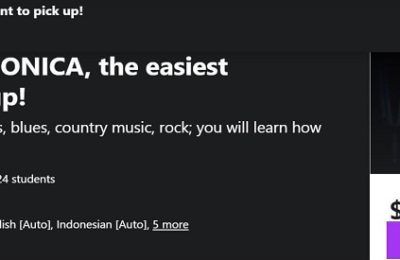 nt to pick up!
ONICA, the easiest
up!
s, blues, country music, rock; you will learn how
24 students
lish [Auto], Indonesian [Auto], 5 more
$